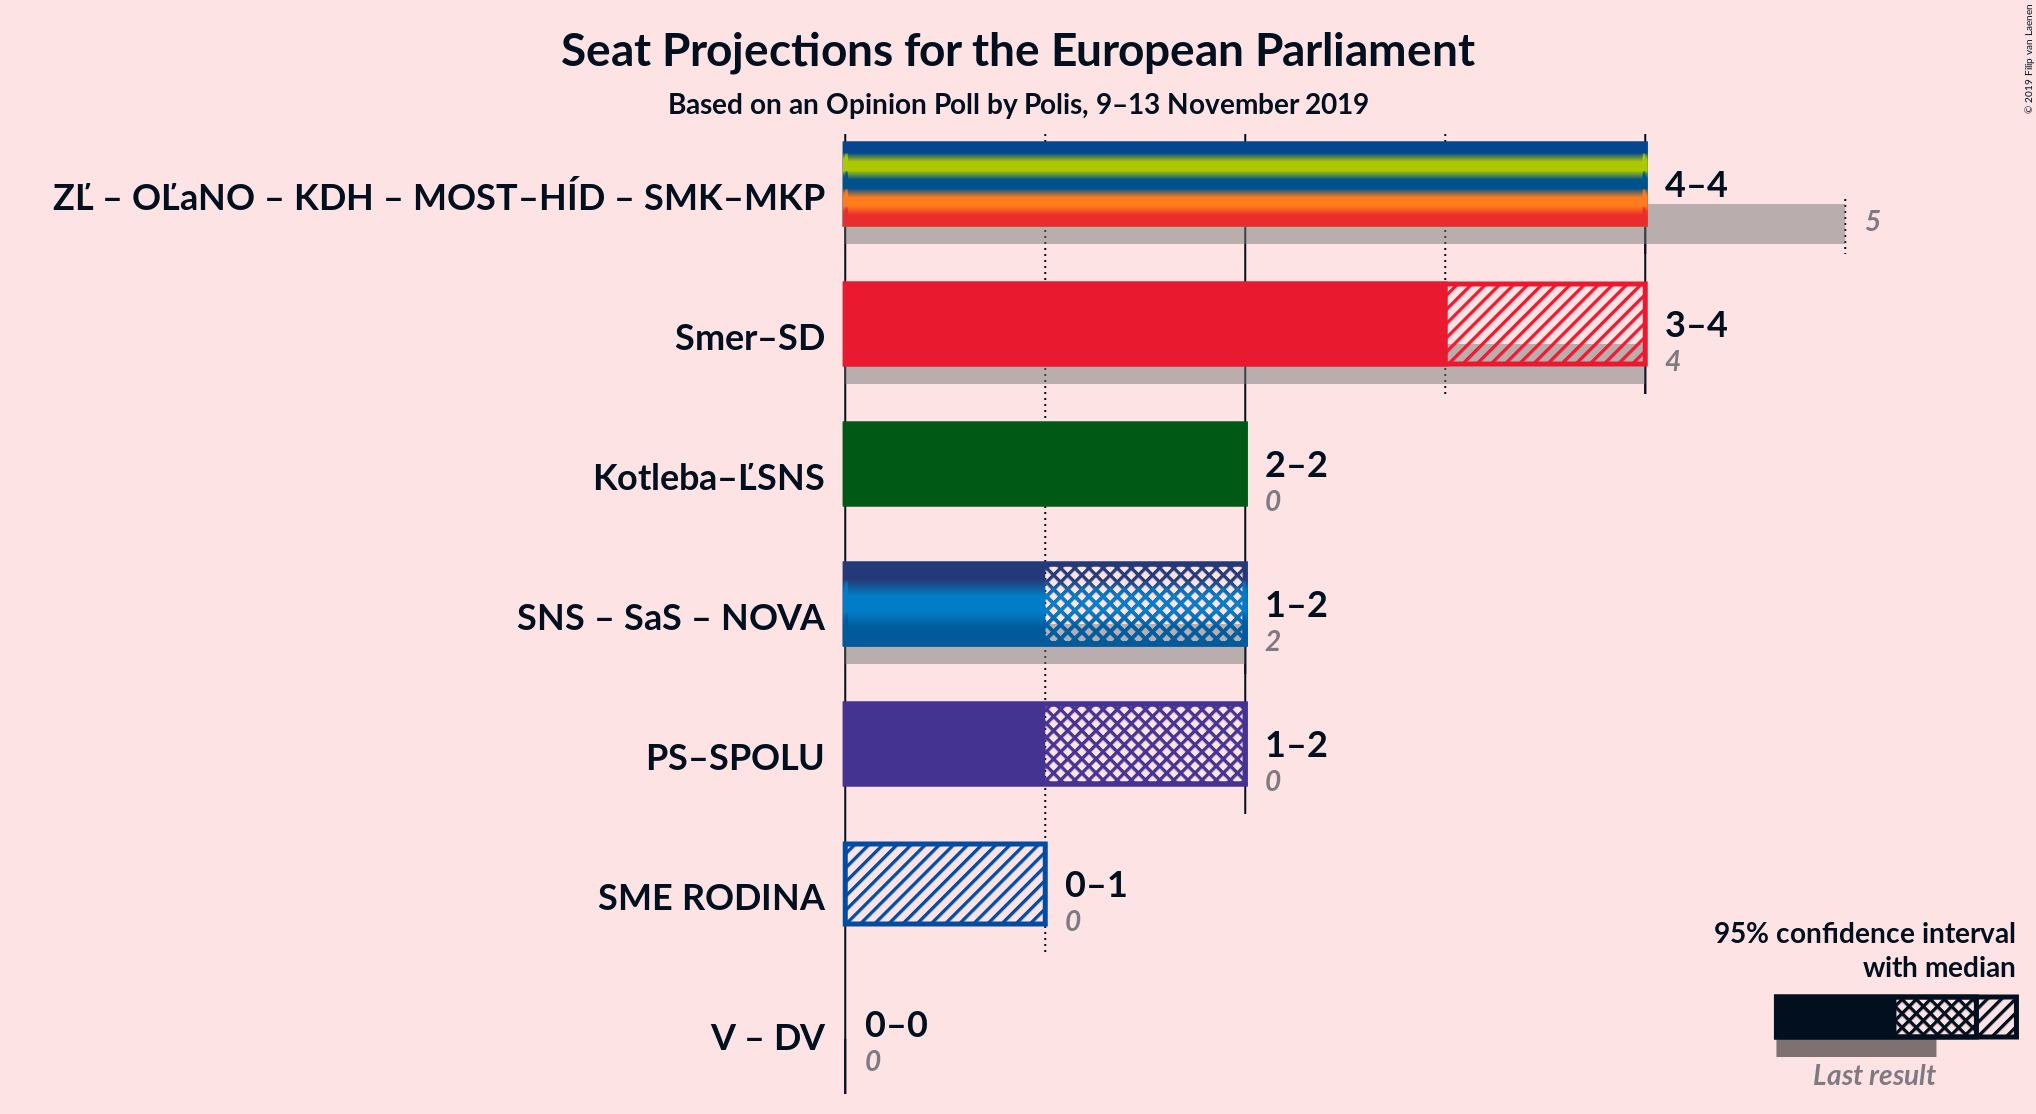 Seat Projections for the European Parliament
Based on an Opinion Poll by Polis, 9–13 November 2019
© 2019 Filip van Laenen
ZĽ – OĽaNO – KDH – MOST–HÍD – SMK–MKP
4–4
5
Smer–SD
3–4
4
Kotleba–ĽSNS
2–2
0
SNS – SaS – NOVA
1–2
2
PS–SPOLU
1–2
0
SME RODINA
0–1
0
V – DV
0–0
0
95% confidence interval
with median
Last result